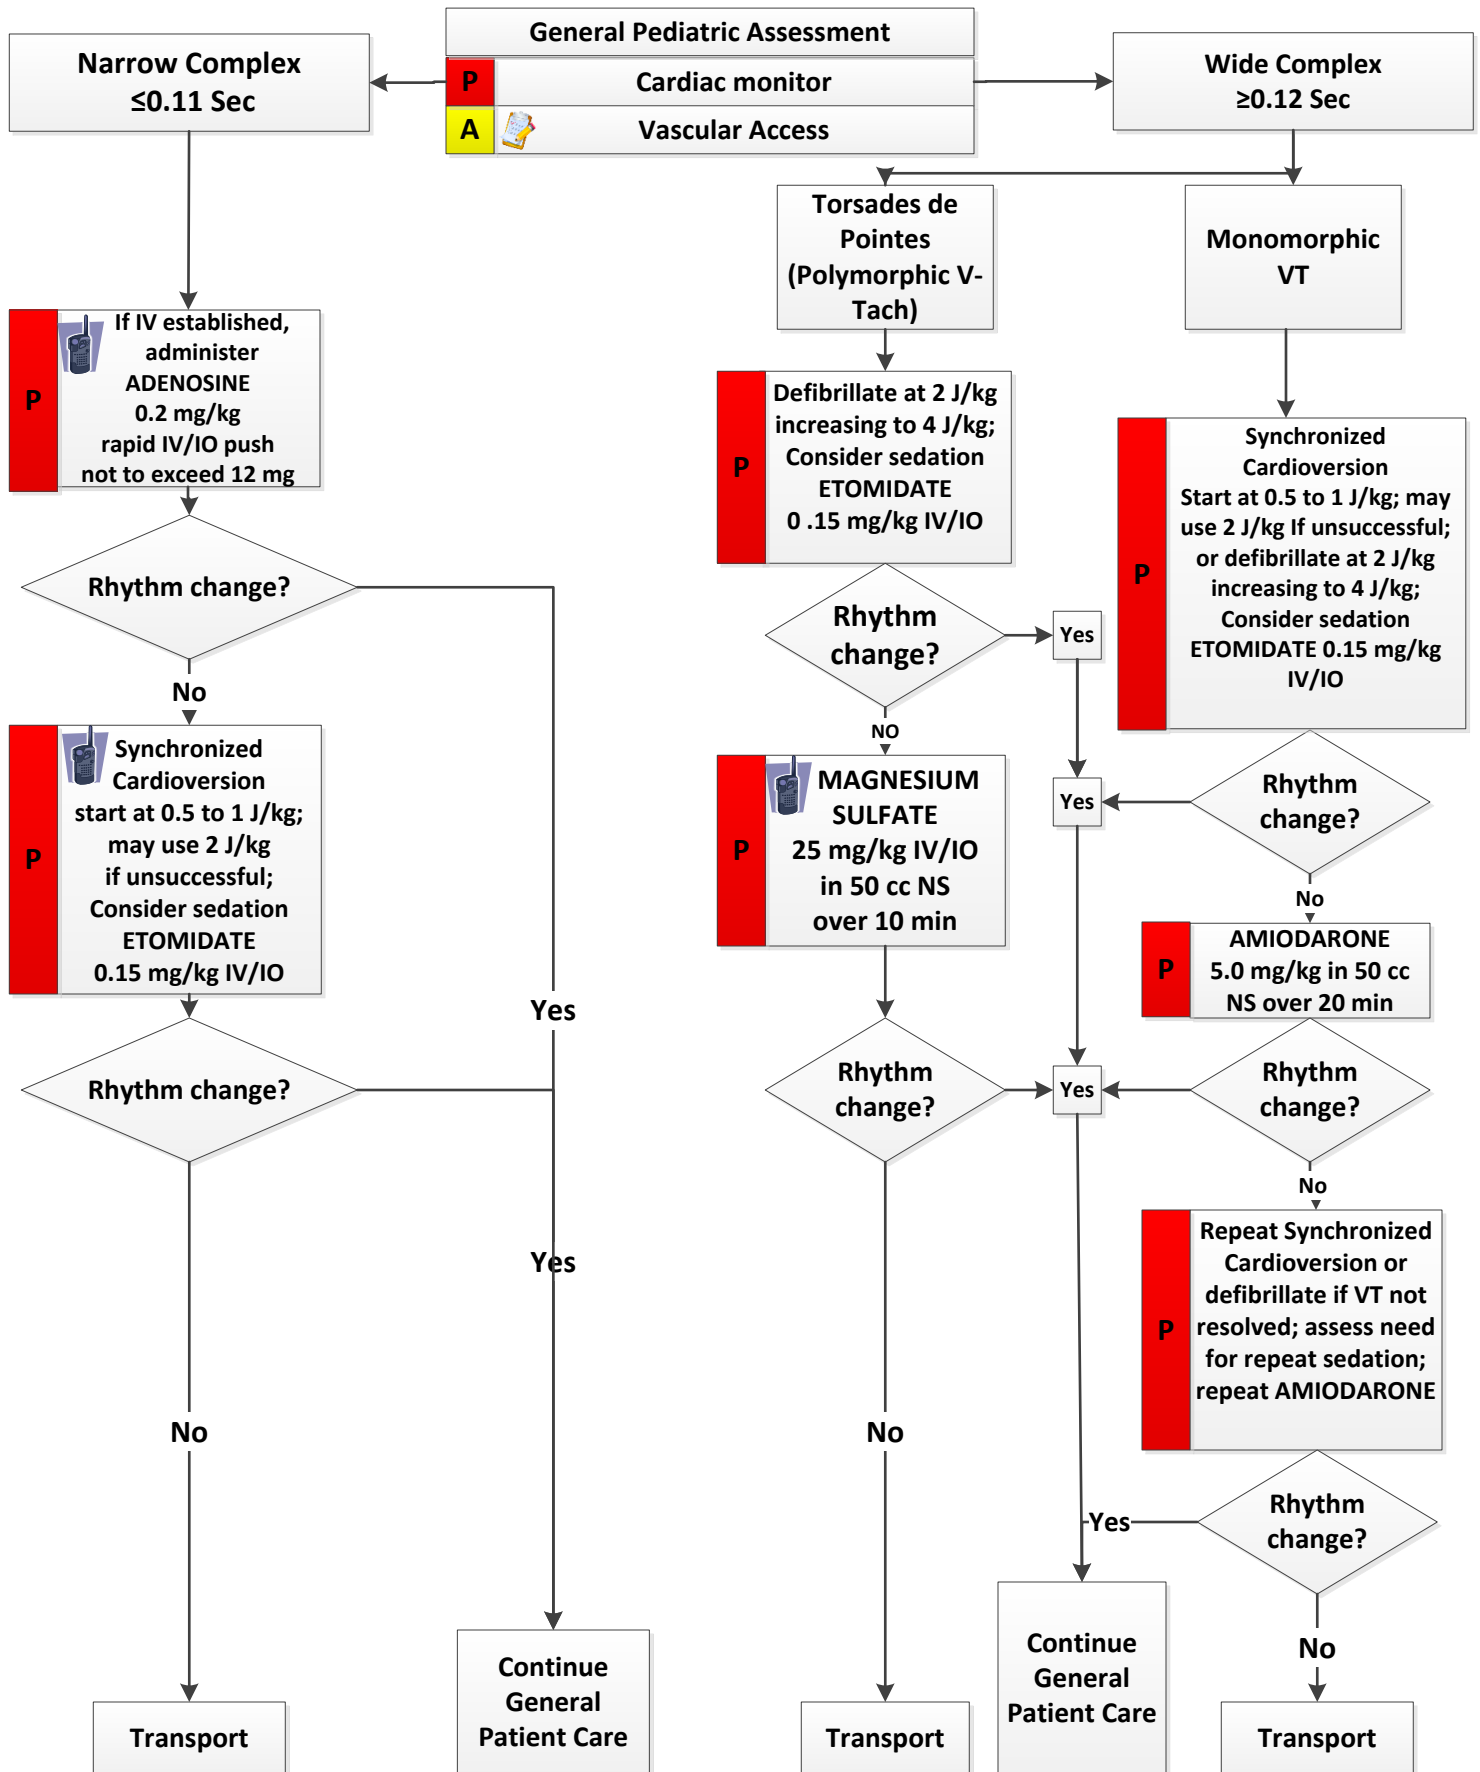 General Pediatric Assessment
P
Cardiac monitor
A
Vascular Access
Narrow Complex
≤0.11 Sec
Wide Complex
≥0.12 Sec
P
If IV established,
administer
ADENOSINE
0.2 mg/kg
rapid IV/IO push
not to exceed 12 mg
Rhythm change?
No
P
Synchronized
Cardioversion
start at 0.5 to 1 J/kg;
may use 2 J/kg
if unsuccessful;
Consider sedation
ETOMIDATE
0.15 mg/kg IV/IO
Rhythm change?
Yes
Yes
No
Transport
Continue
General
Patient Care
Torsades de
Pointes
(Polymorphic V-
Tach)
P
Defibrillate at 2 J/kg
increasing to 4 J/kg;
Consider sedation
ETOMIDATE
0 .15 mg/kg IV/IO
Rhythm
change?
Yes
NO
P
MAGNESIUM
SULFATE
25 mg/kg IV/IO
in 50 cc NS
over 10 min
Rhythm
change?
Yes
No
Transport
Monomorphic
VT
P
Synchronized
Cardioversion
Start at 0.5 to 1 J/kg; may
use 2 J/kg If unsuccessful;
or defibrillate at 2 J/kg
increasing to 4 J/kg;
Consider sedation
ETOMIDATE 0.15 mg/kg
IV/IO
Rhythm
change?
Yes
No
P
AMIODARONE
5.0 mg/kg in 50 cc
NS over 20 min
Rhythm
change?
No
P
Repeat Synchronized
Cardioversion or
defibrillate if VT not
resolved; assess need
for repeat sedation;
repeat AMIODARONE
Rhythm
change?
Yes
No
Continue
General
Patient Care
Transport